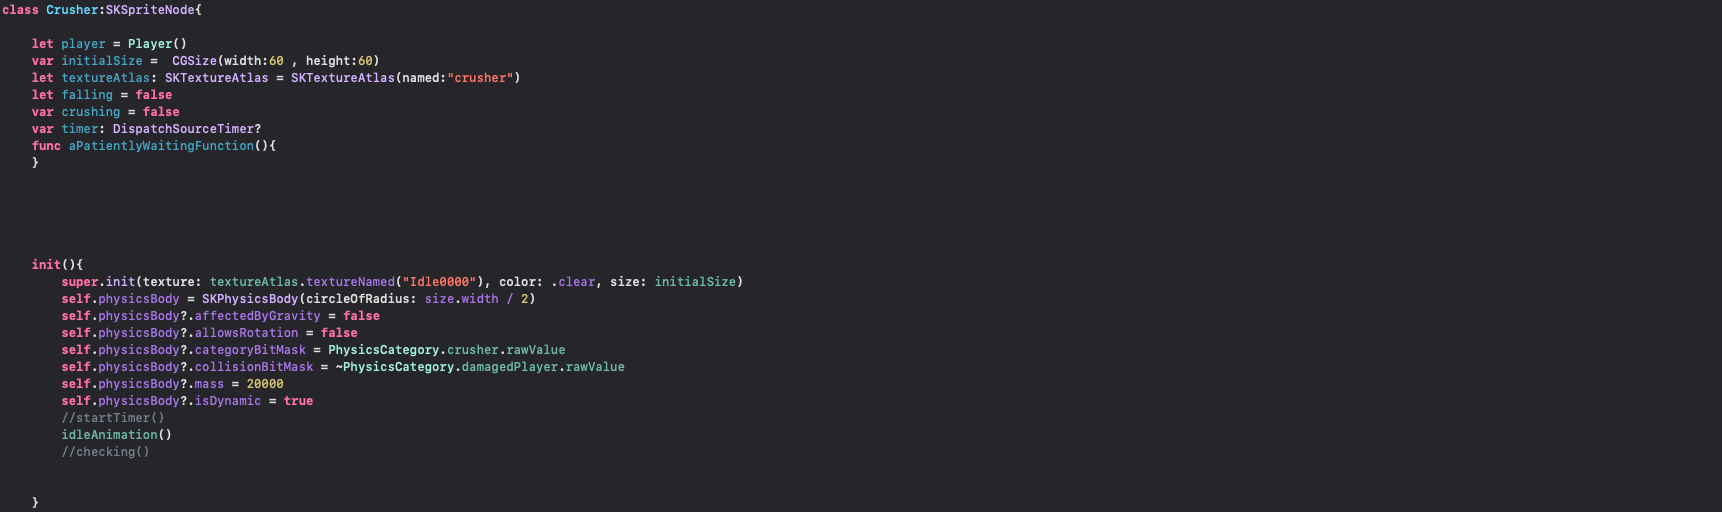 class Crusher:SKSpriteNode{
let player = Player()
var initialSize =  CGSize(width:60 , height:60)
let textureAtlas: SKTextureAtlas = SKTextureAtlas(named:"crusher")
let falling = false
var crushing = false
var timer: DispatchSourceTimer?
func aPatientlyWaitingFunction(){
}
init(){
super.init(texture: textureAtlas.textureNamed("Idle0000"), color: .clear, size: initialSize)
self.physicsBody = SKPhysicsBody(circleOfRadius: size.width / 2)
self.physicsBody?.affectedByGravity = false
self.physicsBody?.allowsRotation = false
self.physicsBody?.categoryBitMask = PhysicsCategory.crusher.rawValue
self.physicsBody?.collisionBitMask = ~PhysicsCategory.damagedPlayer.rawValue
self.physicsBody?.mass = 20000
self.physicsBody?.isDynamic = true
//startTimer()
idleAnimation()
//checking()
}